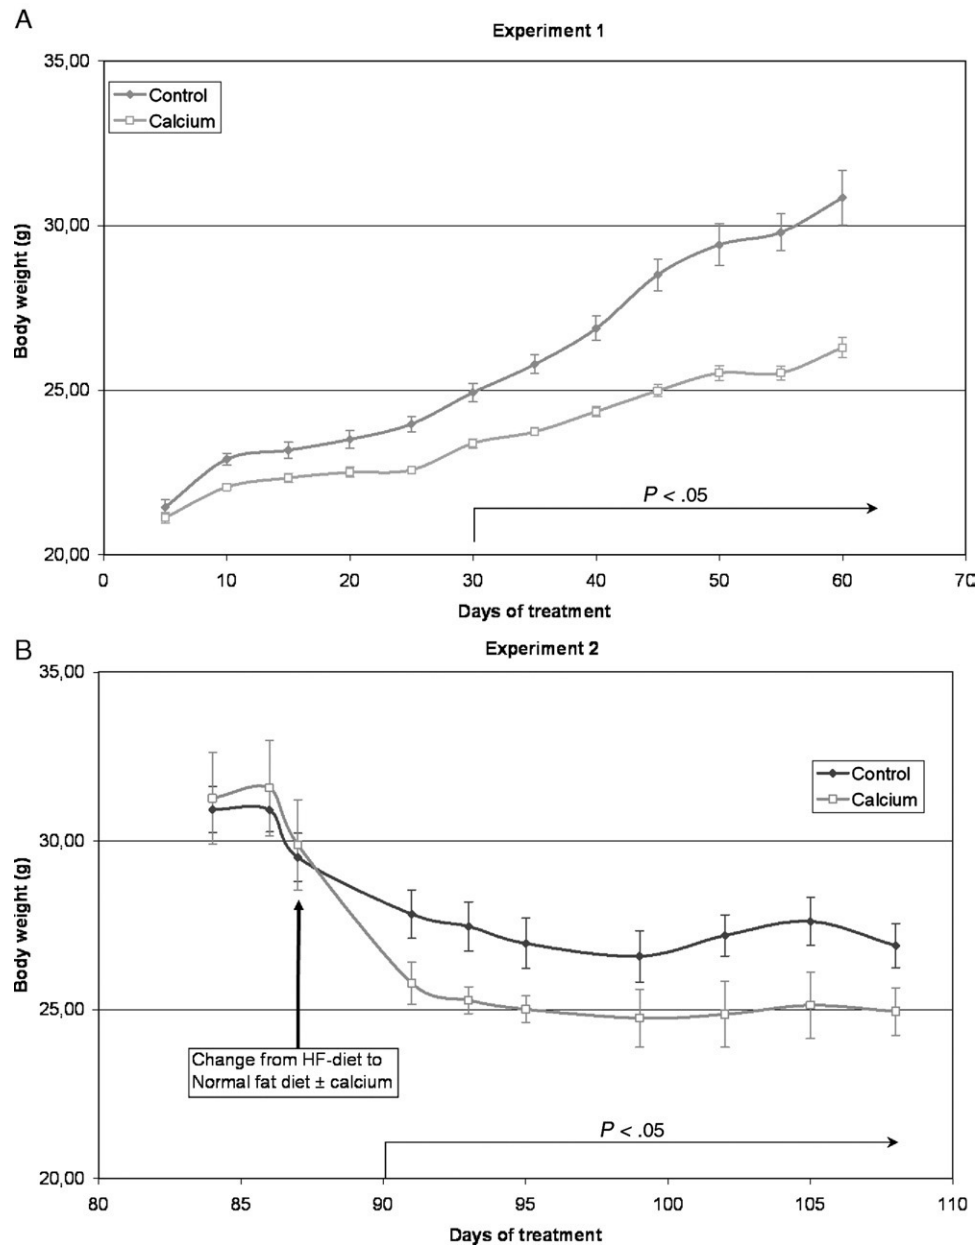 A
Experiment 1
35,00
Control
Calcium
30,00
Body weight (g)
25,00
P < .05
20,00
0 10 20 30 40 50 60 70
Days of treatment
B
Experiment 2
35,00
Control
Calcium
30,00
Body weight (g)
25,00
Change from HF-diet to
Normal fat diet ± calcium
P < .05
20,00
80 85 90 95 100 105 110
Days of treatment